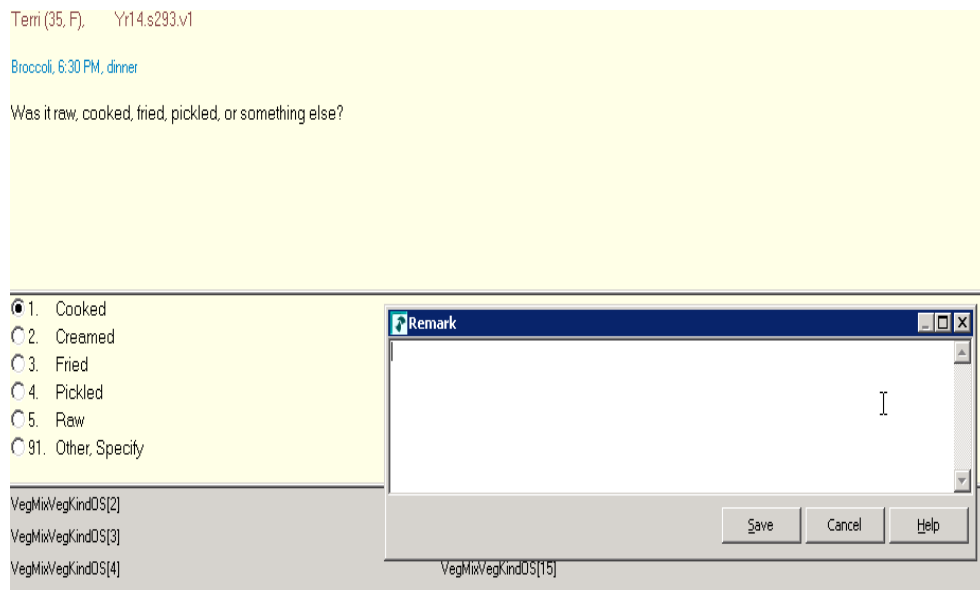 Terri (35, F), Yr14.s293.v1
Broccoli, 6:30 PM, dinner
Was it raw, cooked, fried, pickled, or something else?
1. Cooked
2. Creamed
3. Fried
4. Pickled
5. Raw
91. Other, Specify
Remark
Save Cancel Help
VegMixVegKindOS[2]
VegMixVegKindOS[3]
VegMixVegKindOS[4] VegMixVegKindOS[15]